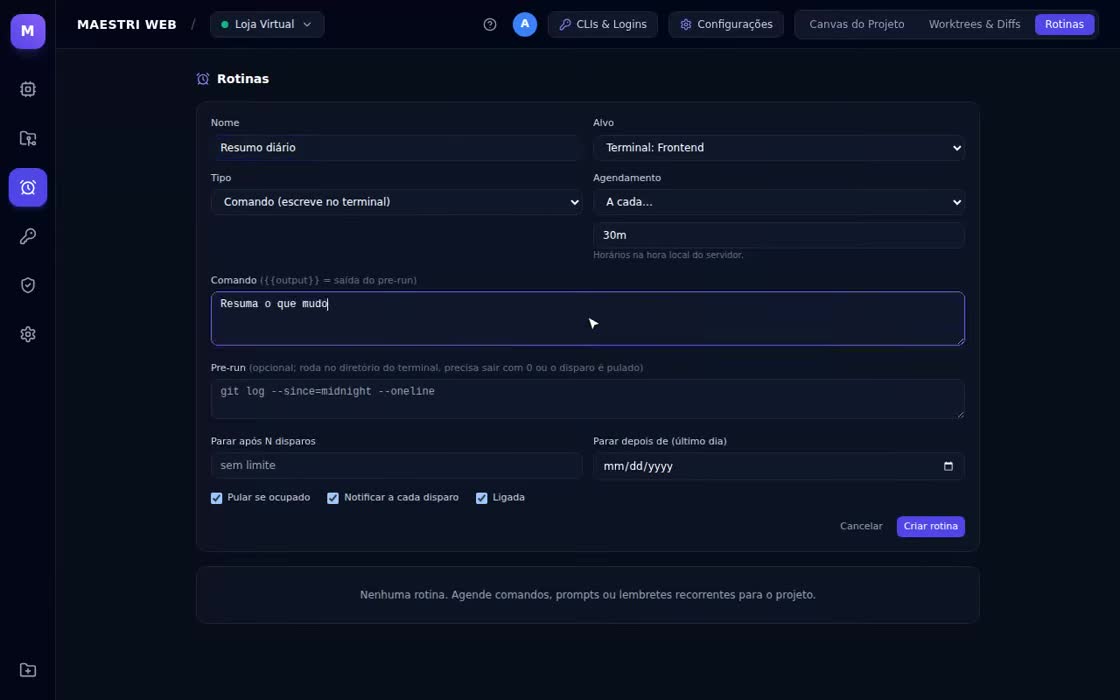 M
MAESTRI WEB / Loja Virtual
A
CLIs & Logins
Configurações
Canvas do Projeto
Worktrees & Diffs
Rotinas
Rotinas
Nome
Alvo
Resumo diário
Terminal: Frontend
Tipo
Agendamento
Comando (escreve no terminal)
A cada...
30m
Horários na hora local do servidor.
Comando ({{output}} = saída do pre-run)
Resuma o que mudo
Pre-run (opcional; roda no diretório do terminal, precisa sair com 0 ou o disparo é pulado)
git log --since=midnight --oneline
Parar após N disparos
Parar depois de (último dia)
sem limite
mm/dd/yyyy
Pular se ocupado
Notificar a cada disparo
Ligada
Cancelar
Criar rotina
Nenhuma rotina. Agende comandos, prompts ou lembretes recorrentes para o projeto.